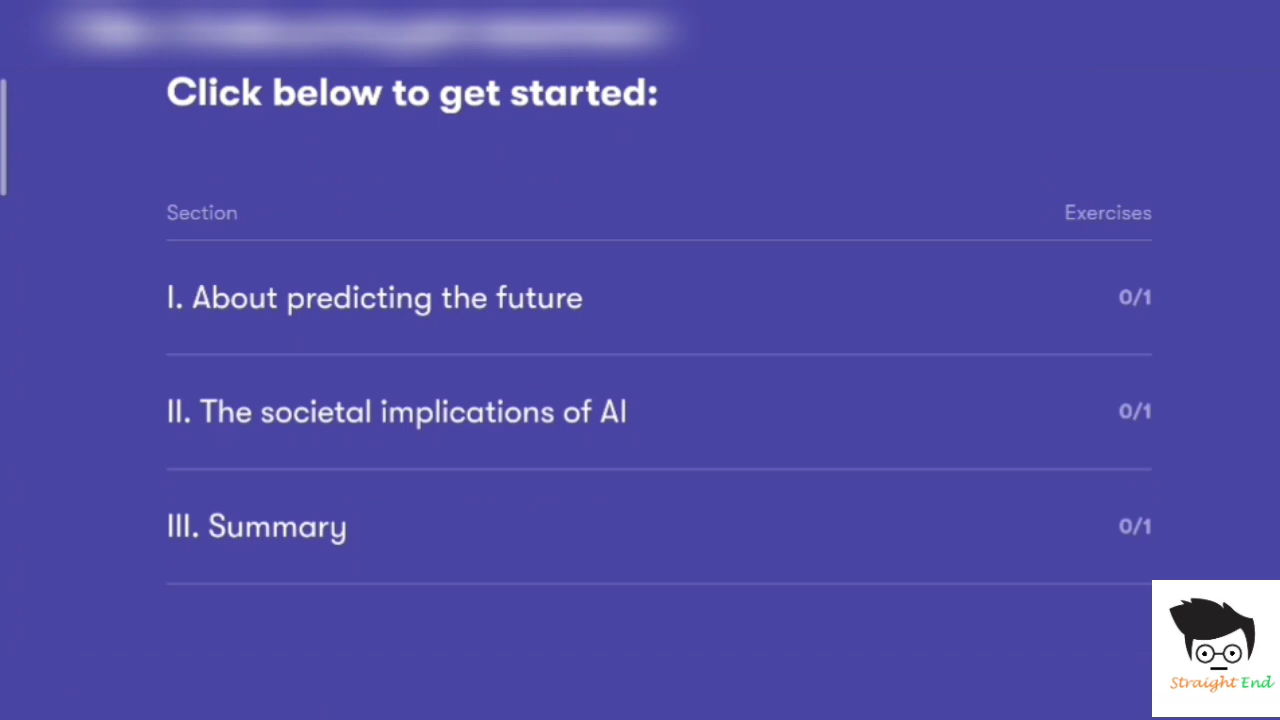 Click below to get started:
Section Exercises
I. About predicting the future 0/1
II. The societal implications of AI 0/1
III. Summary 0/1
Straight End